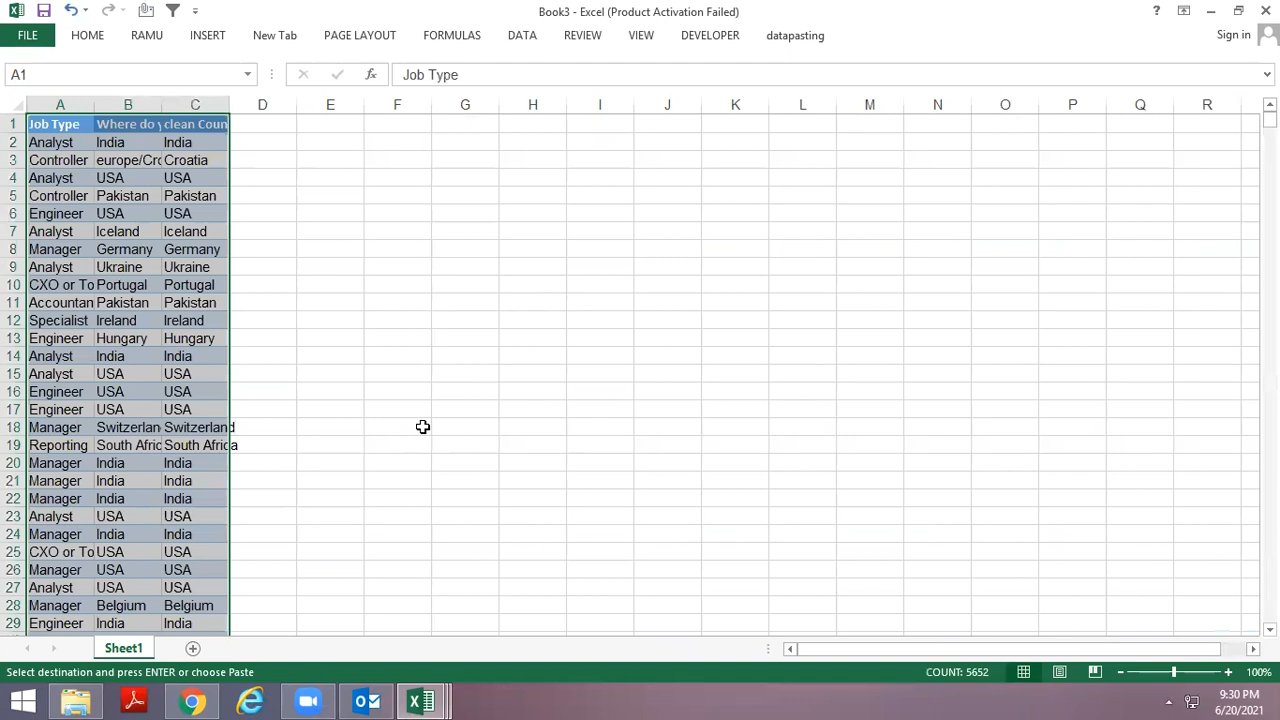 Book3 - Excel (Product Activation Failed)
FILE HOME RAMU INSERT New Tab PAGE LAYOUT FORMULAS DATA REVIEW VIEW DEVELOPER datapasting Sign in
A1 fx Job Type
A B C D E F G H I J K L M N O P Q R
1 Job Type Where do y clean Coun
2 Analyst India India
3 Controller europe/Cro Croatia
4 Analyst USA USA
5 Controller Pakistan Pakistan
6 Engineer USA USA
7 Analyst Iceland Iceland
8 Manager Germany Germany
9 Analyst Ukraine Ukraine
10 CXO or To Portugal Portugal
11 Accountan Pakistan Pakistan
12 Specialist Ireland Ireland
13 Engineer Hungary Hungary
14 Analyst India India
15 Analyst USA USA
16 Engineer USA USA
17 Engineer USA USA
18 Manager Switzerlan Switzerland
19 Reporting South Afric South Africa
20 Manager India India
21 Manager India India
22 Manager India India
23 Analyst USA USA
24 Manager India India
25 CXO or To USA USA
26 Manager USA USA
27 Analyst USA USA
28 Manager Belgium Belgium
29 Engineer India India
Sheet1
Select destination and press ENTER or choose Paste COUNT: 5652 100%
9:30 PM
6/20/2021